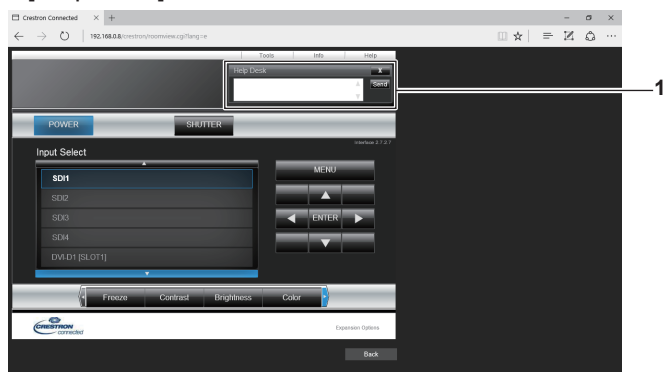 Crestron Connected
192.168.0.8/crestron/roomview.cgi?lang=e
Tools Info Help
Help Desk X
Send
1
POWER SHUTTER
Interface 2.7.2.7
Input Select
SDI1
SDI2
SDI3
SDI4
DVI-D1 [SLOT1]
MENU
ENTER
Freeze Contrast Brightness Color
CRESTRON
connected
Expansion Options
Back